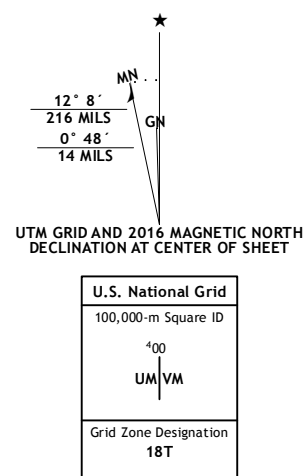 ★
MN
GN
12° 8´
216 MILS
0° 48´
14 MILS
UTM GRID AND 2016 MAGNETIC NORTH
DECLINATION AT CENTER OF SHEET
U.S. National Grid
100,000-m Square ID
⁴00
UM VM
Grid Zone Designation
18T